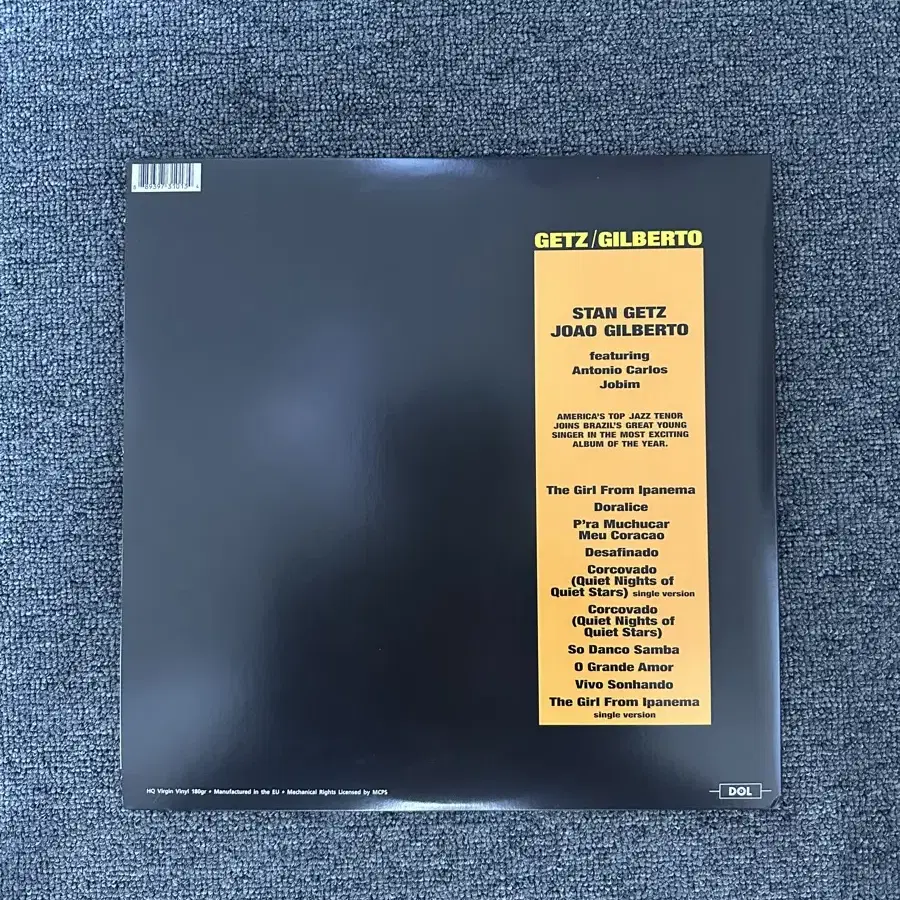 8 89397 31013 4
GETZ/GILBERTO
STAN GETZ
JOAO GILBERTO
featuring
Antonio Carlos
Jobim
AMERICA'S TOP JAZZ TENOR
JOINS BRAZIL'S GREAT YOUNG
SINGER IN THE MOST EXCITING
ALBUM OF THE YEAR.
The Girl From Ipanema
Doralice
P'ra Muchucar
Meu Coracao
Desafinado
Corcovado
(Quiet Nights of
Quiet Stars) single version
Corcovado
(Quiet Nights of
Quiet Stars)
So Danco Samba
O Grande Amor
Vivo Sonhando
The Girl From Ipanema
single version
HQ Virgin Vinyl 180gr • Manufactured in the EU • Mechanical Rights Licensed by MCPS
DOL